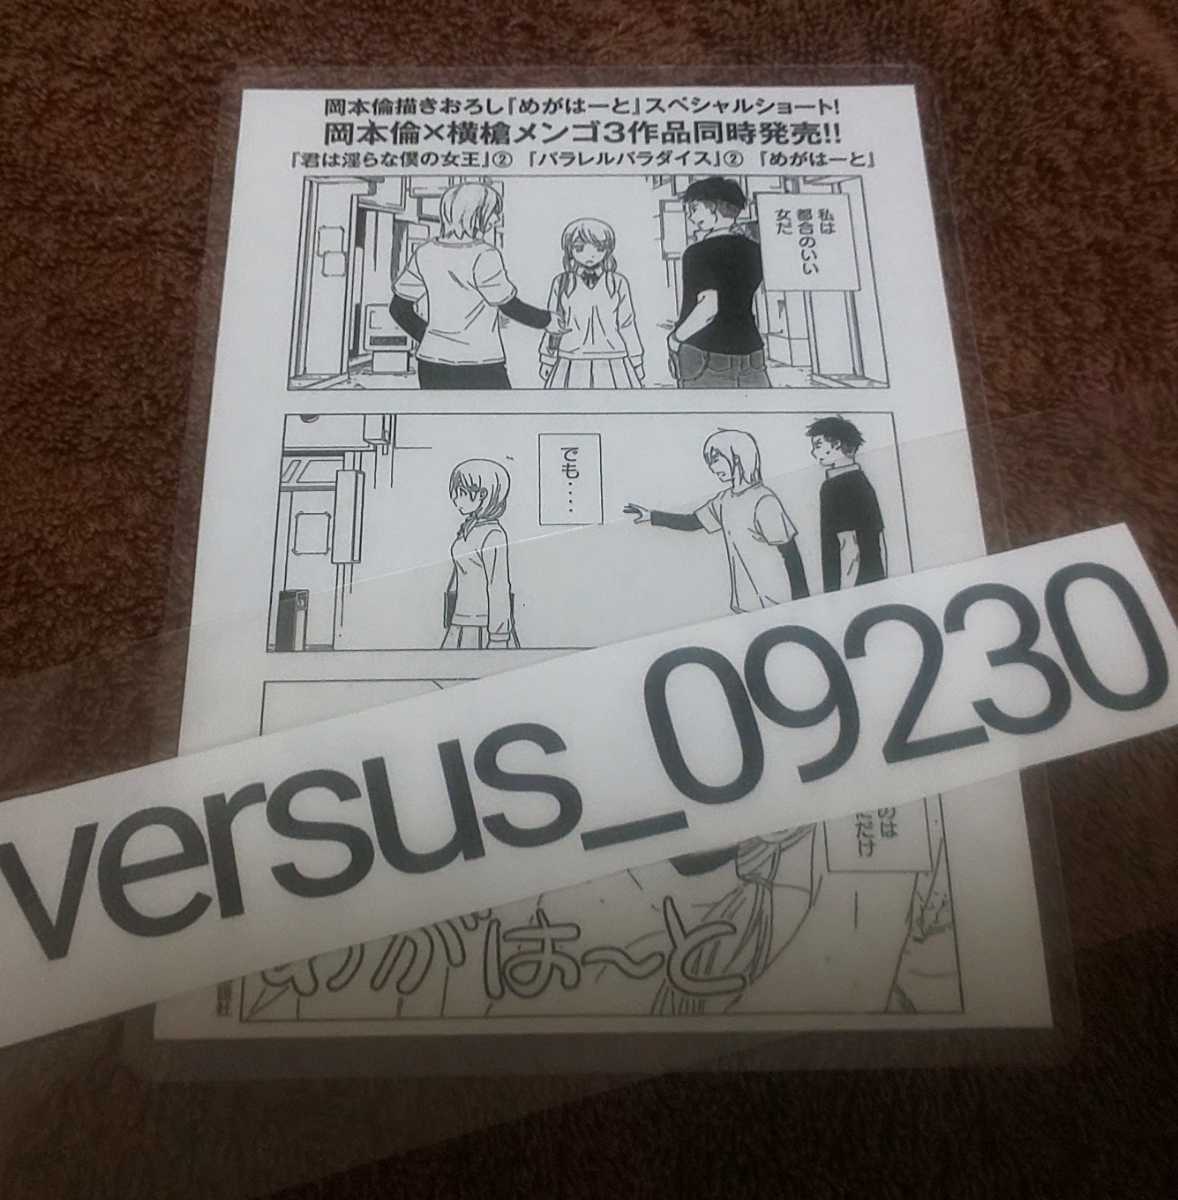 岡本倫描きおろし『めがはーと』スペシャルショート!
岡本倫×横槍メンゴ3作品同時発売!!
『君は淫らな僕の女王』② 『パラレルパラダイス』② 『めがはーと』
私は
都合のいい
女だ
でも‥‥
versus_09230
のは
だけ
めがは〜と